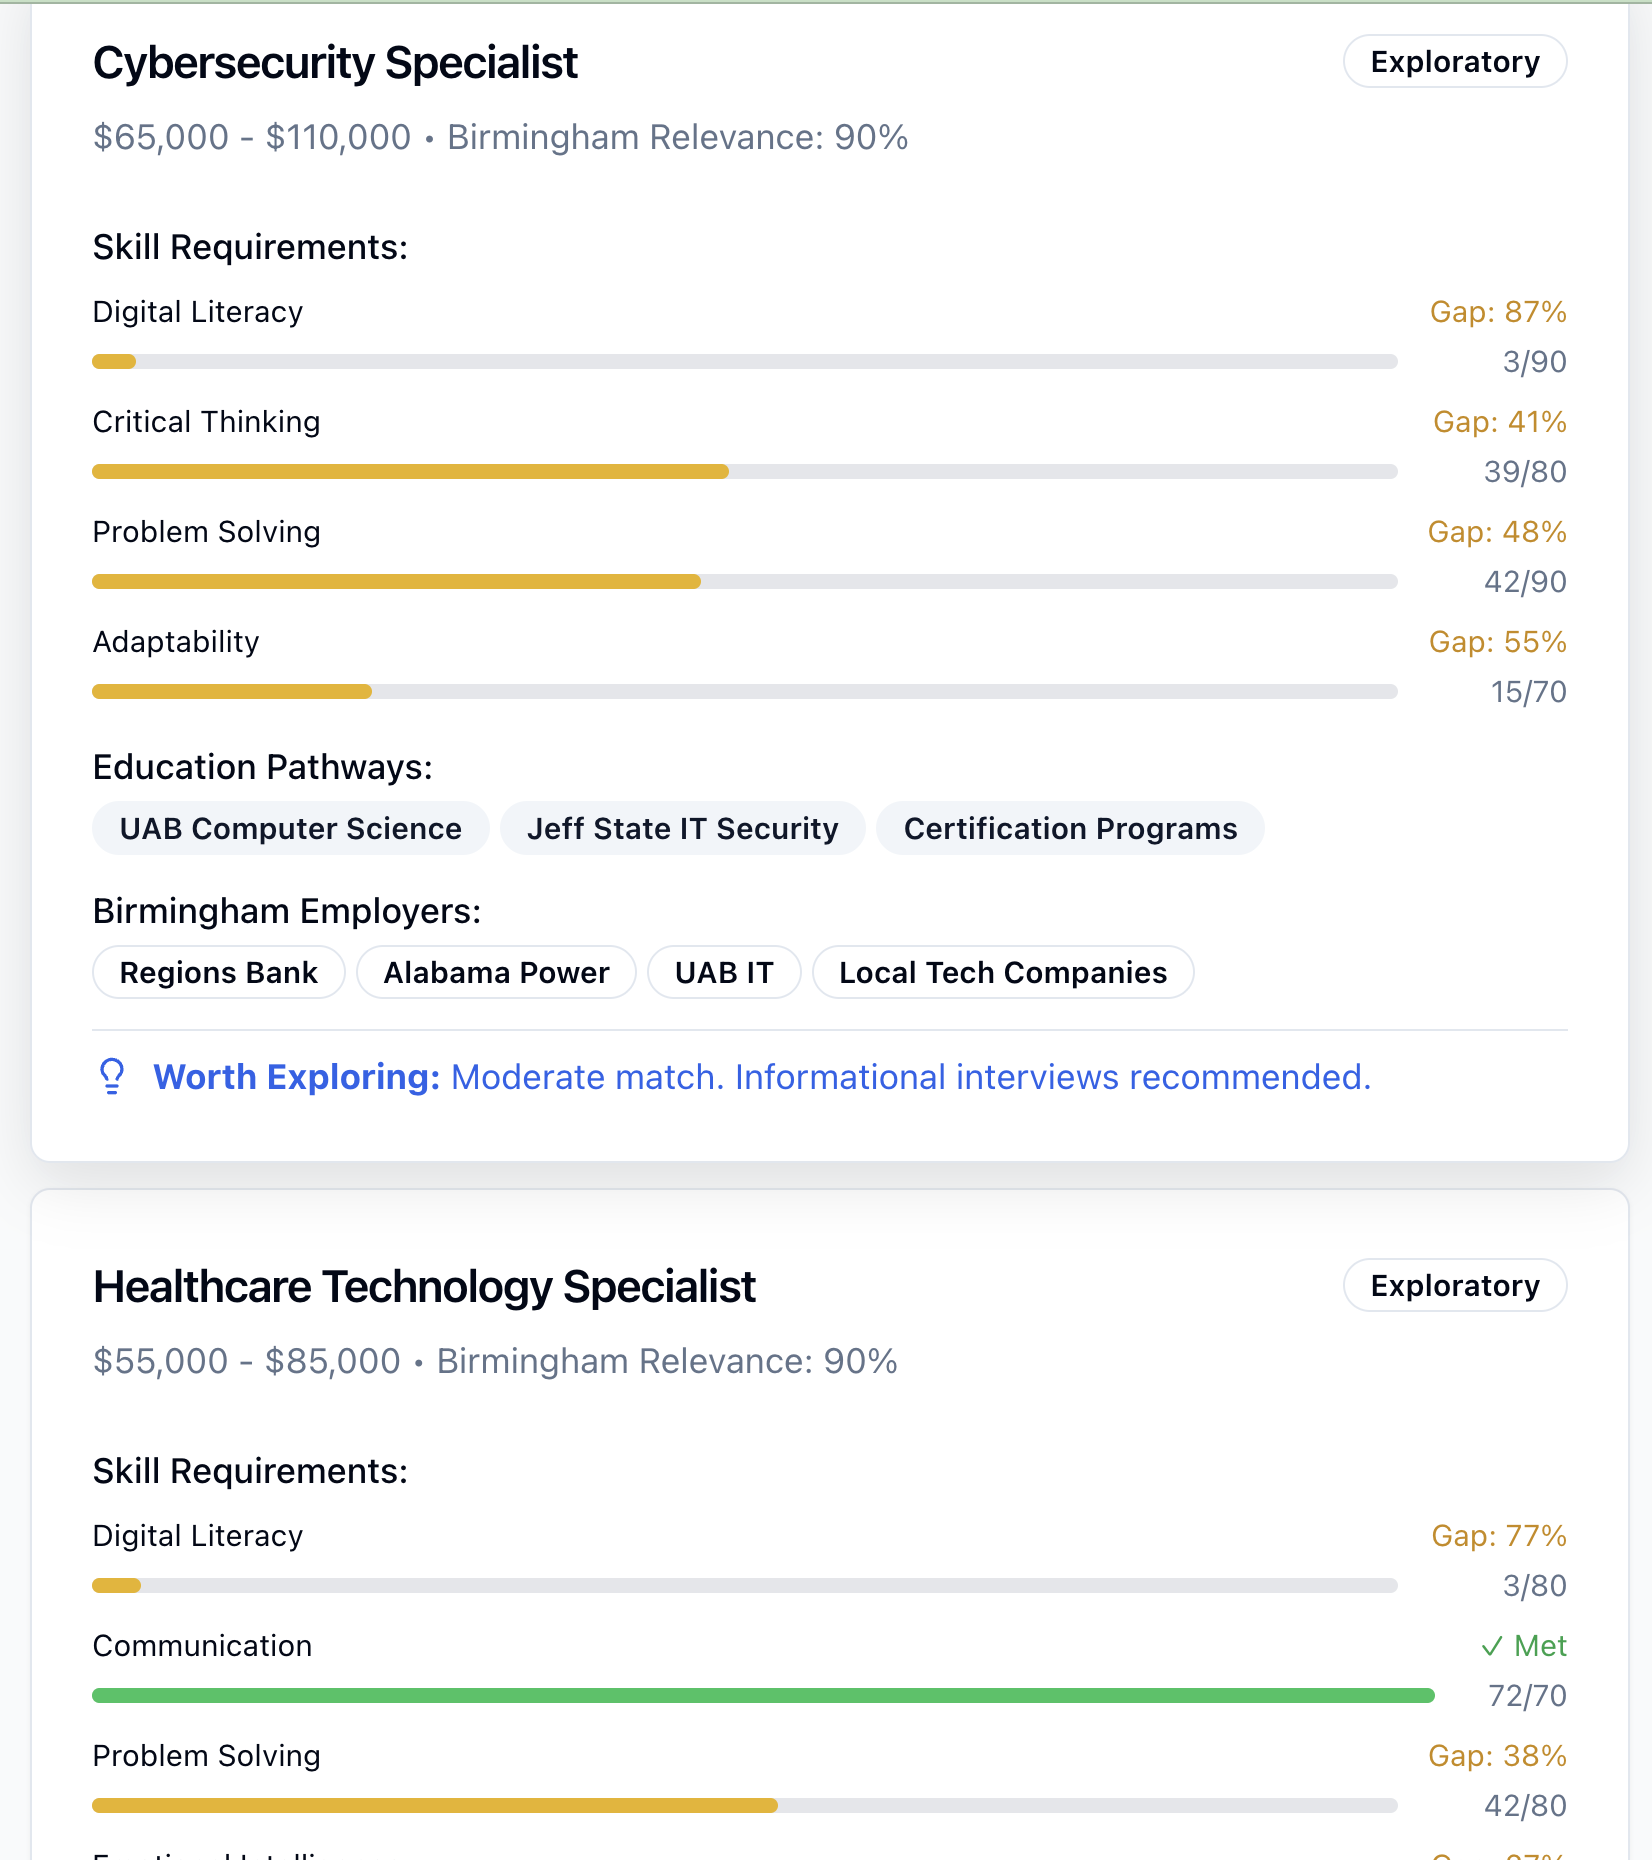 Cybersecurity Specialist
Exploratory
$65,000 - $110,000 • Birmingham Relevance: 90%
Skill Requirements:
Digital Literacy
Gap: 87%
3/90
Critical Thinking
Gap: 41%
39/80
Problem Solving
Gap: 48%
42/90
Adaptability
Gap: 55%
15/70
Education Pathways:
UAB Computer Science
Jeff State IT Security
Certification Programs
Birmingham Employers:
Regions Bank
Alabama Power
UAB IT
Local Tech Companies
Worth Exploring: Moderate match. Informational interviews recommended.
Healthcare Technology Specialist
Exploratory
$55,000 - $85,000 • Birmingham Relevance: 90%
Skill Requirements:
Digital Literacy
Gap: 77%
3/80
Communication
✓ Met
72/70
Problem Solving
Gap: 38%
42/80